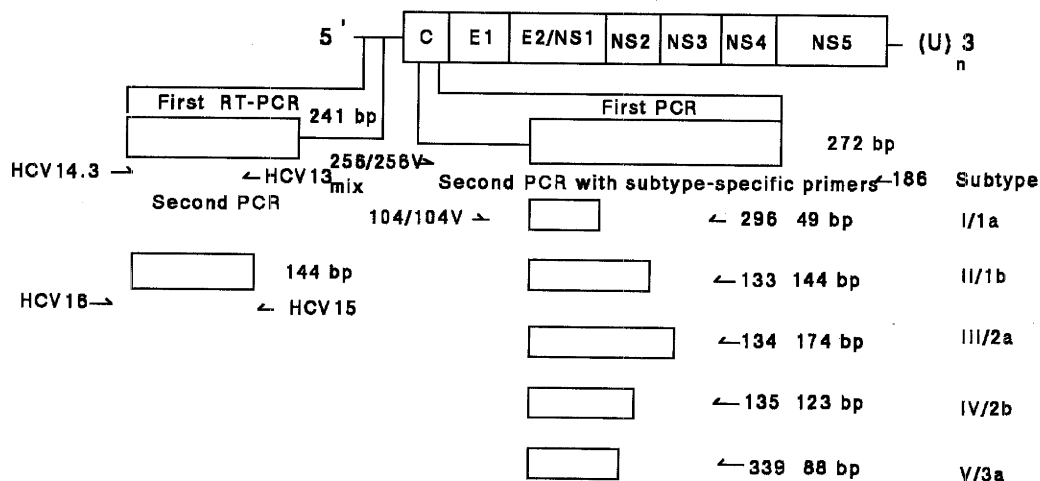 5' C E1 E2/NS1 NS2 NS3 NS4 NS5 (U) n 3
First RT-PCR
241 bp
First PCR
272 bp
HCV14.3
HCV13
256/256V
mix
186
Second PCR
Second PCR with subtype-specific primers
Subtype
104/104V
296 49 bp I/1a
144 bp
133 144 bp II/1b
HCV16
HCV15
134 174 bp III/2a
135 123 bp IV/2b
339 88 bp V/3a